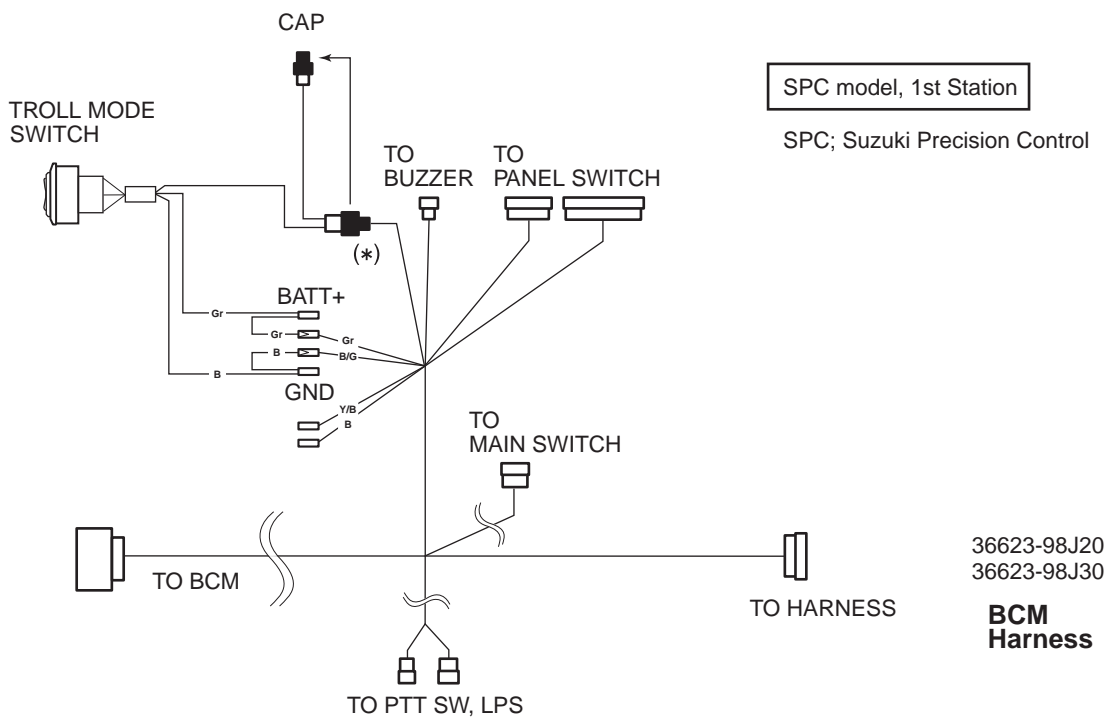 CAP
SPC model, 1st Station
SPC; Suzuki Precision Control
TROLL MODE
SWITCH
TO
BUZZER
TO
PANEL SWITCH
(*)
BATT+
Gr
Gr
Gr
B
B/G
B
GND
Y/B
B
TO
MAIN SWITCH
TO BCM
TO HARNESS
36623-98J20
36623-98J30
BCM
Harness
TO PTT SW, LPS